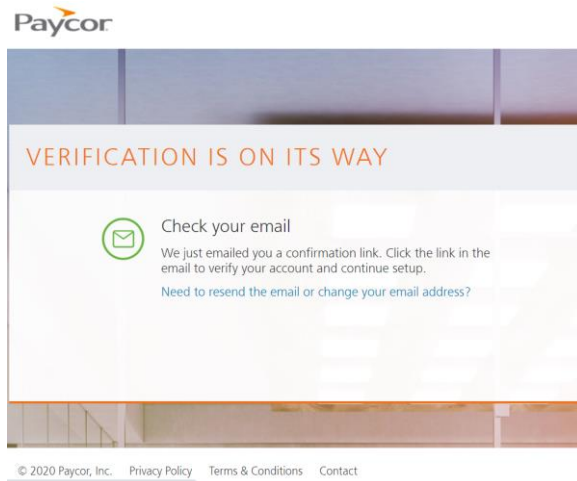 Paycor
VERIFICATION IS ON ITS WAY
Check your email
We just emailed you a confirmation link. Click the link in the
email to verify your account and continue setup.
Need to resend the email or change your email address?
© 2020 Paycor, Inc. Privacy Policy Terms & Conditions Contact